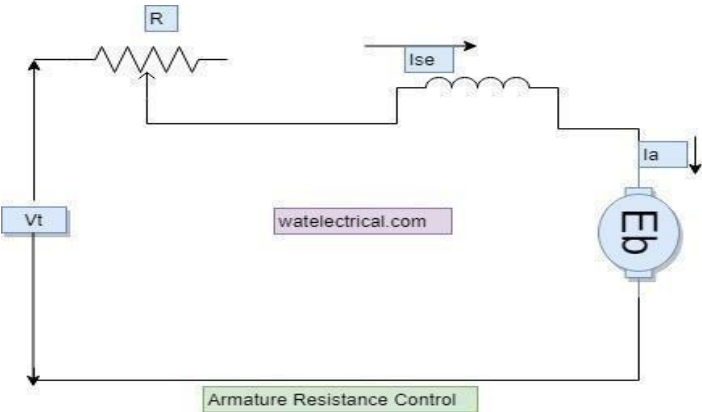 R
Ise
Ia
Vt
watelectrical.com
Eb
Armature Resistance Control